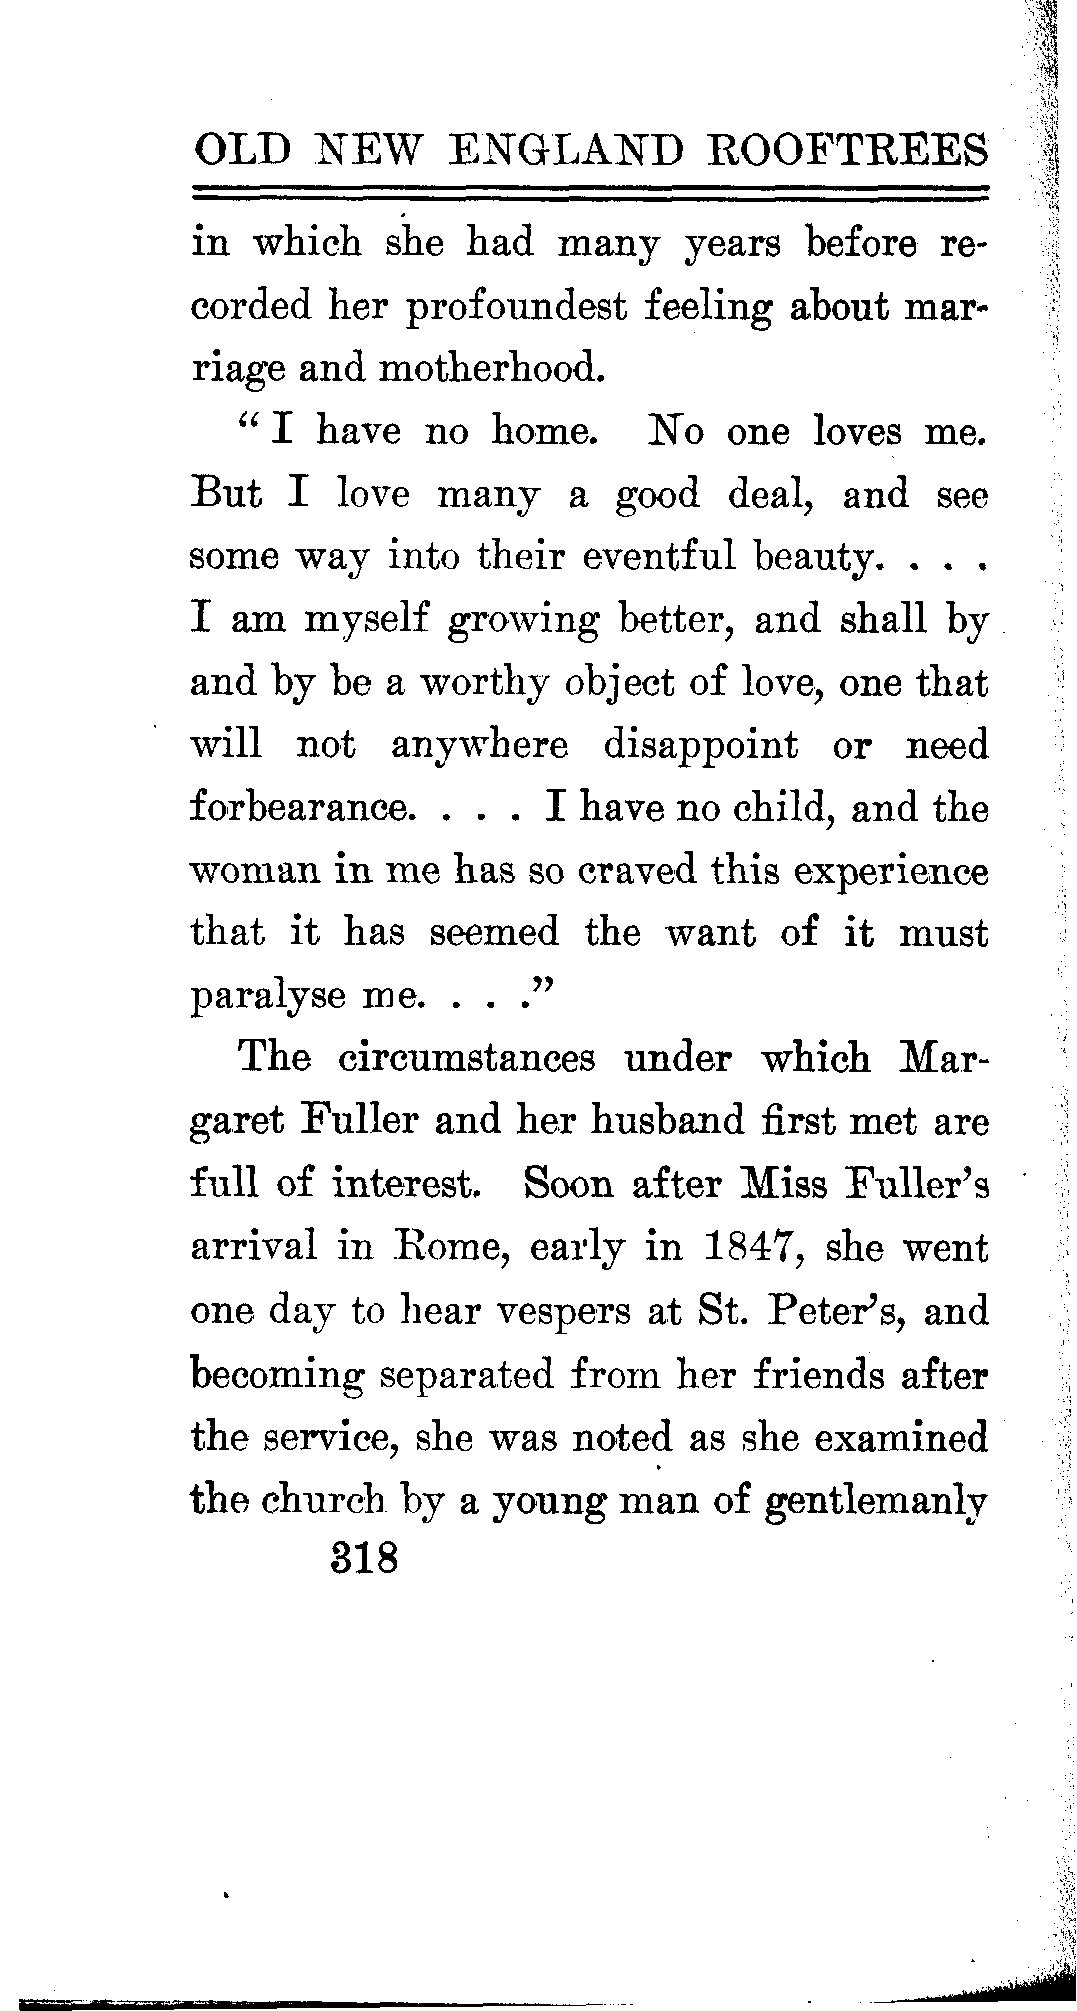 OLD NEW ENGLAND ROOFTREES
in which she had many years before re-
corded her profoundest feeling about mar-
riage and motherhood.
“ I have no home. No one loves me.
But I love many a good deal, and see
some way into their eventful beauty. . . .
I am myself growing better, and shall by
and by be a worthy object of love, one that
will not anywhere disappoint or need
forbearance. . . . I have no child, and the
woman in me has so craved this experience
that it has seemed the want of it must
paralyse me. . . .”
The circumstances under which Mar-
garet Fuller and her husband first met are
full of interest. Soon after Miss Fuller’s
arrival in Rome, early in 1847, she went
one day to hear vespers at St. Peter’s, and
becoming separated from her friends after
the service, she was noted as she examined
the church by a young man of gentlemanly
318